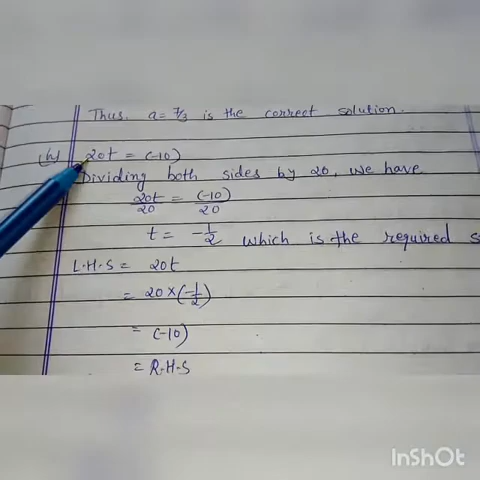 Thus, a = 7/3 is the correct solution.
(h) 20t = (-10)
Dividing both sides by 20, we have
20t/20 = (-10)/20
t = -1/2 which is the required s
L.H.S = 20t
= 20 × (-1/2)
= (-10)
= R.H.S
InShOt